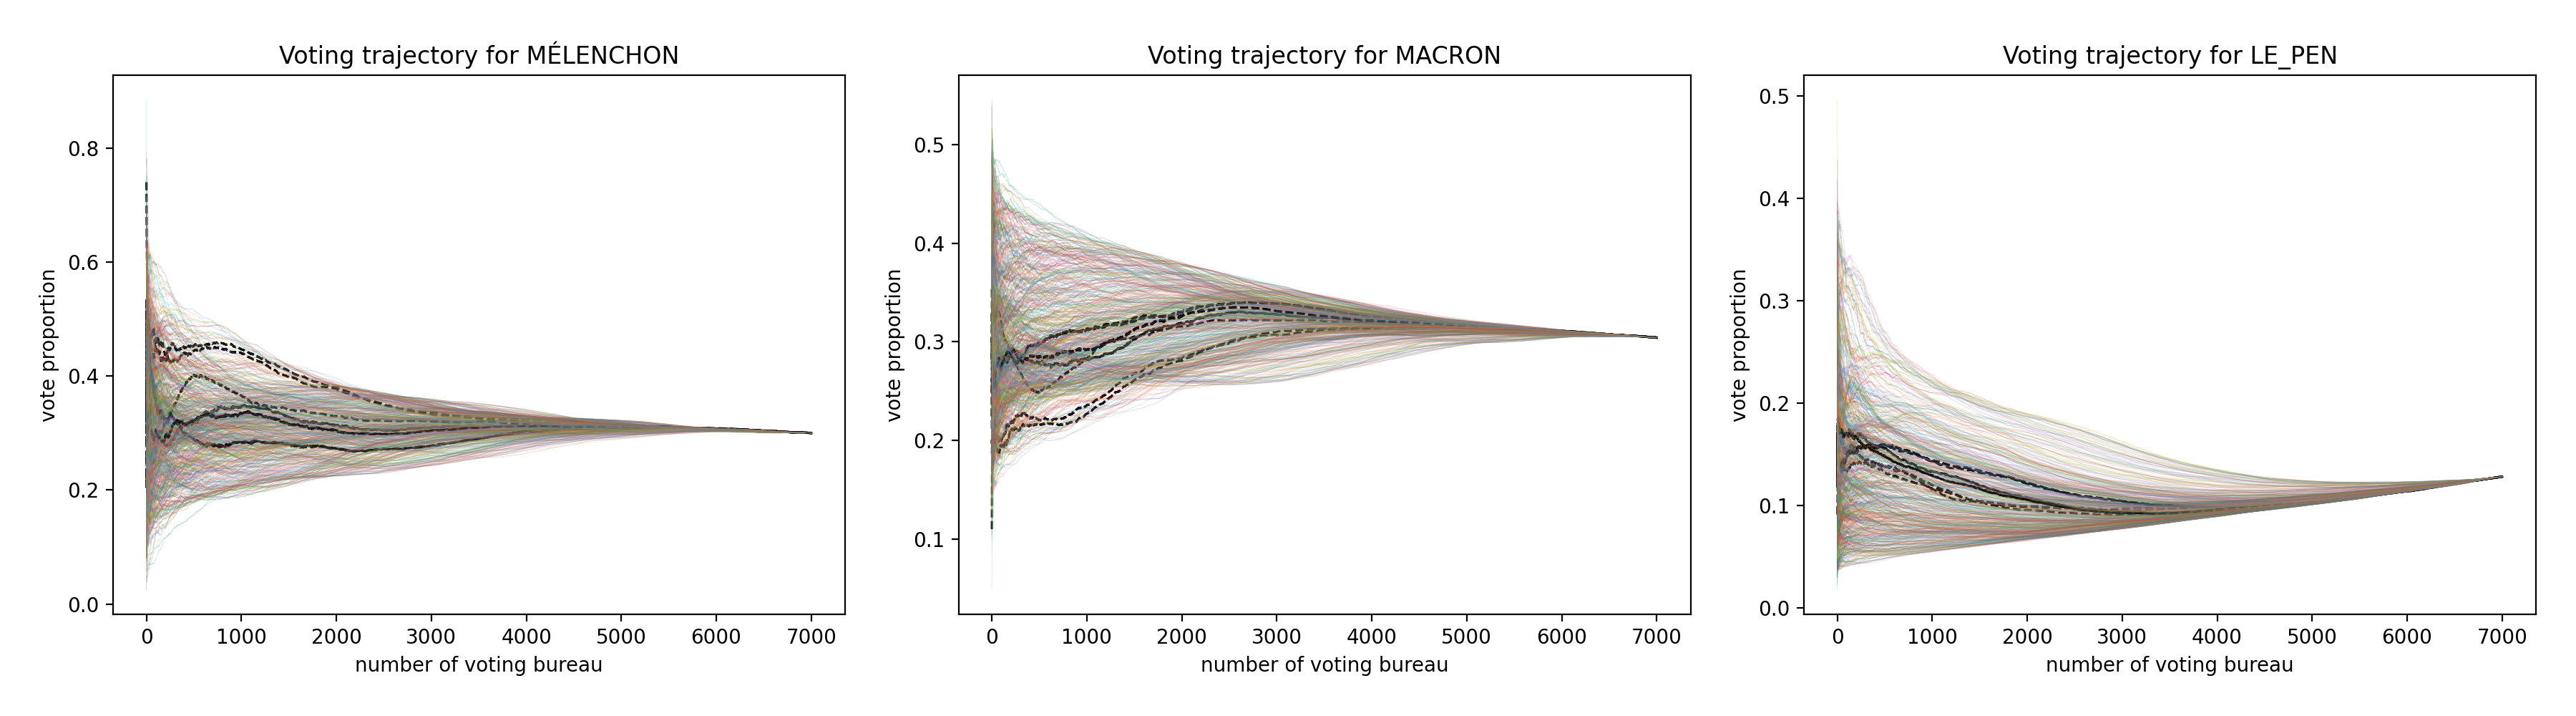 Voting trajectory for MÉLENCHON
vote proportion
0.8
0.6
0.4
0.2
0.0
0 1000 2000 3000 4000 5000 6000 7000
number of voting bureau
Voting trajectory for MACRON
vote proportion
0.5
0.4
0.3
0.2
0.1
0 1000 2000 3000 4000 5000 6000 7000
number of voting bureau
Voting trajectory for LE_PEN
vote proportion
0.5
0.4
0.3
0.2
0.1
0.0
0 1000 2000 3000 4000 5000 6000 7000
number of voting bureau